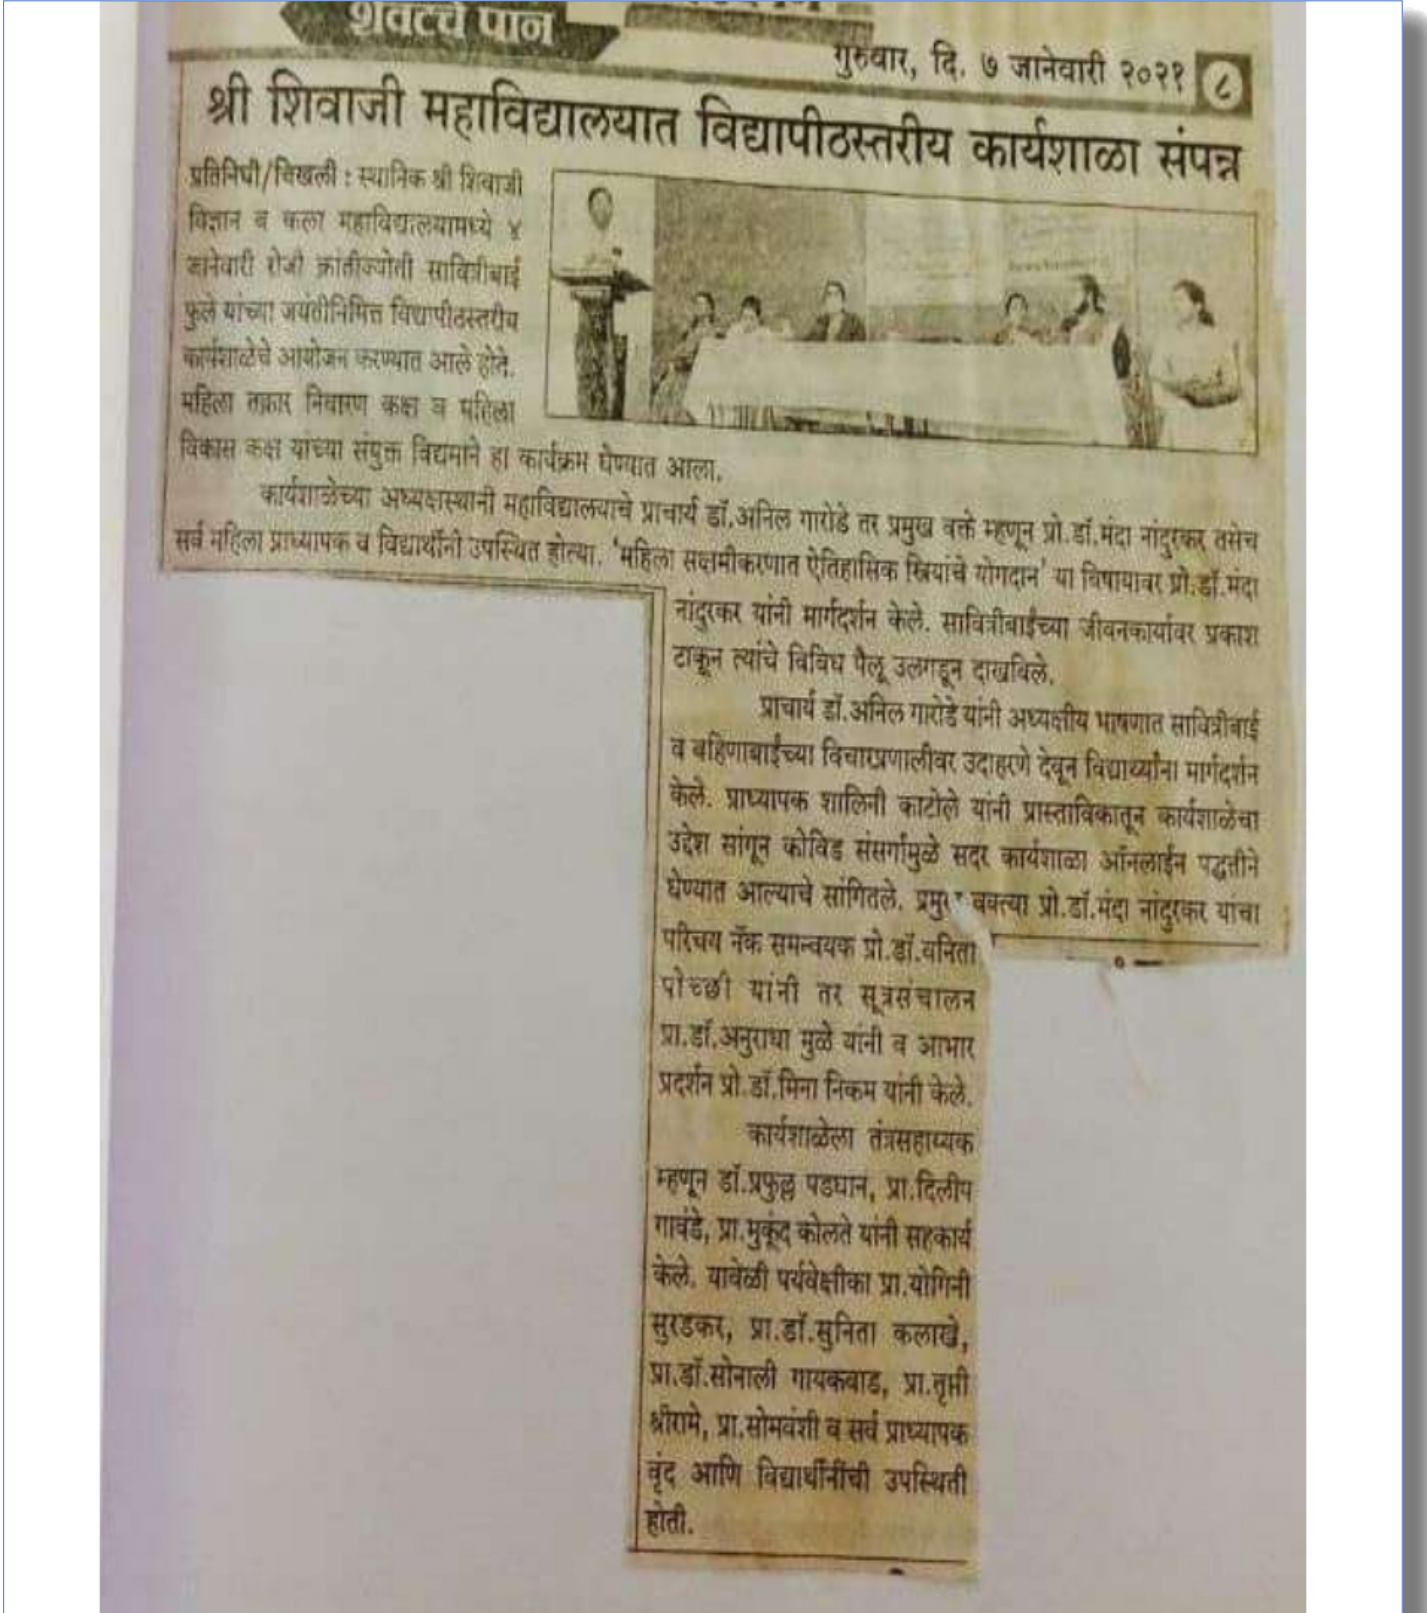 शेवटचे पान
गुरुवार, दि. ७ जानेवारी २०२१ ८
श्री शिवाजी महाविद्यालयात विद्यापीठस्तरीय कार्यशाळा संपन्न
प्रतिनिधी/चिखली : स्थानिक श्री शिवाजी
विज्ञान व कला महाविद्यालयामध्ये ४
जानेवारी रोजी क्रांतीज्योती सावित्रीबाई
फुले यांच्या जयंतीनिमित्त विद्यापीठस्तरीय
कार्यशाळेचे आयोजन करण्यात आले होते.
महिला तक्रार निवारण कक्ष व महिला
विकास कक्ष यांच्या संयुक्त विद्यमाने हा कार्यक्रम घेण्यात आला.
कार्यशाळेच्या अध्यक्षस्थानी महाविद्यालयाचे प्राचार्य डॉ.अनिल गारोडे तर प्रमुख वक्ते म्हणून प्रो.डॉ.मंदा नांदुरकर तसेच
सर्व महिला प्राध्यापक व विद्यार्थीनी उपस्थित होत्या. 'महिला सक्षमीकरणात ऐतिहासिक स्त्रियांचे योगदान' या विषायावर प्रो.डॉ.मंदा
नांदुरकर यांनी मार्गदर्शन केले. सावित्रीबाईंच्या जीवनकार्यावर प्रकाश
टाकून त्यांचे विविध पैलू उलगडून दाखविले.
प्राचार्य डॉ.अनिल गारोडे यांनी अध्यक्षीय भाषणात सावित्रीबाई
व बहिणाबाईंच्या विचारप्रणालीवर उदाहरणे देवून विद्यार्थ्यांना मार्गदर्शन
केले. प्राध्यापक शालिनी काटोले यांनी प्रास्ताविकातून कार्यशाळेचा
उद्देश सांगून कोविड संसर्गामुळे सदर कार्यशाळा ऑनलाईन पद्धतीने
घेण्यात आल्याचे सांगितले. प्रमुख वक्त्या प्रो.डॉ.मंदा नांदुरकर यांचा
परिचय नॅक समन्वयक प्रो.डॉ.वनिता
पोच्छी यांनी तर सूत्रसंचालन
प्रा.डॉ.अनुराधा मुळे यांनी व आभार
प्रदर्शन प्रो.डॉ.मिना निकम यांनी केले.
कार्यशाळेला तंत्रसहाय्यक
म्हणून डॉ.प्रफुल्ल पडघान, प्रा.दिलीप
गावंडे, प्रा.मुकूंद कोलते यांनी सहकार्य
केले. यावेळी पर्यवेक्षीका प्रा.योगिनी
सुरडकर, प्रा.डॉ.सुनिता कलाखे,
प्रा.डॉ.सोनाली गायकवाड, प्रा.तृप्ती
श्रीरामे, प्रा.सोमवंशी व सर्व प्राध्यापक
वृंद आणि विद्यार्थीनींची उपस्थिती
होती.